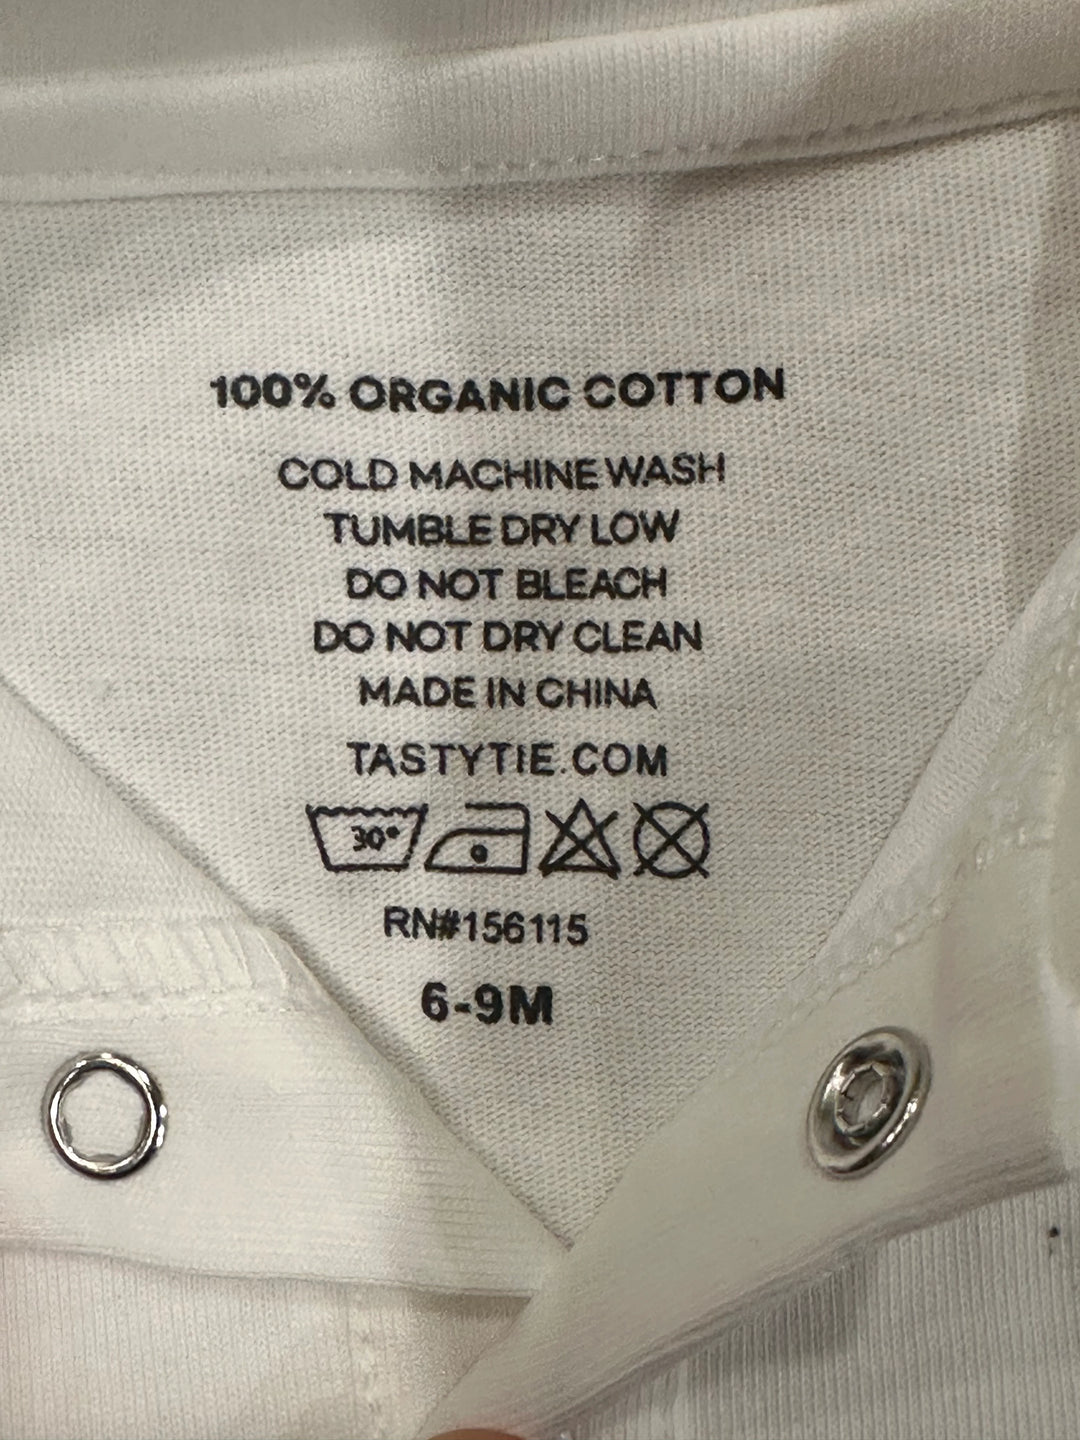 100% ORGANIC COTTON
COLD MACHINE WASH
TUMBLE DRY LOW
DO NOT BLEACH
DO NOT DRY CLEAN
MADE IN CHINA
TASTYTIE.COM
30°
RN#156115
6-9M